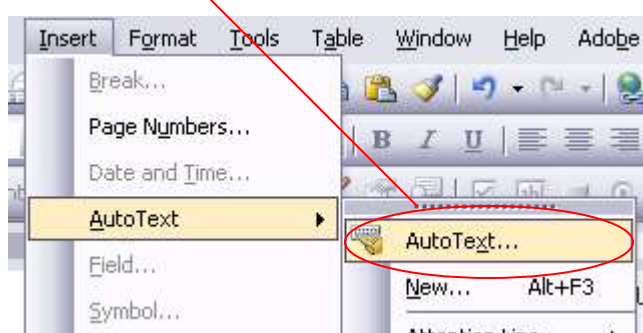 Insert Format Tools Table Window Help Adobe
Break...
Page Numbers...
B I U
Date and Time...
AutoText
AutoText...
Field...
New... Alt+F3
Symbol...